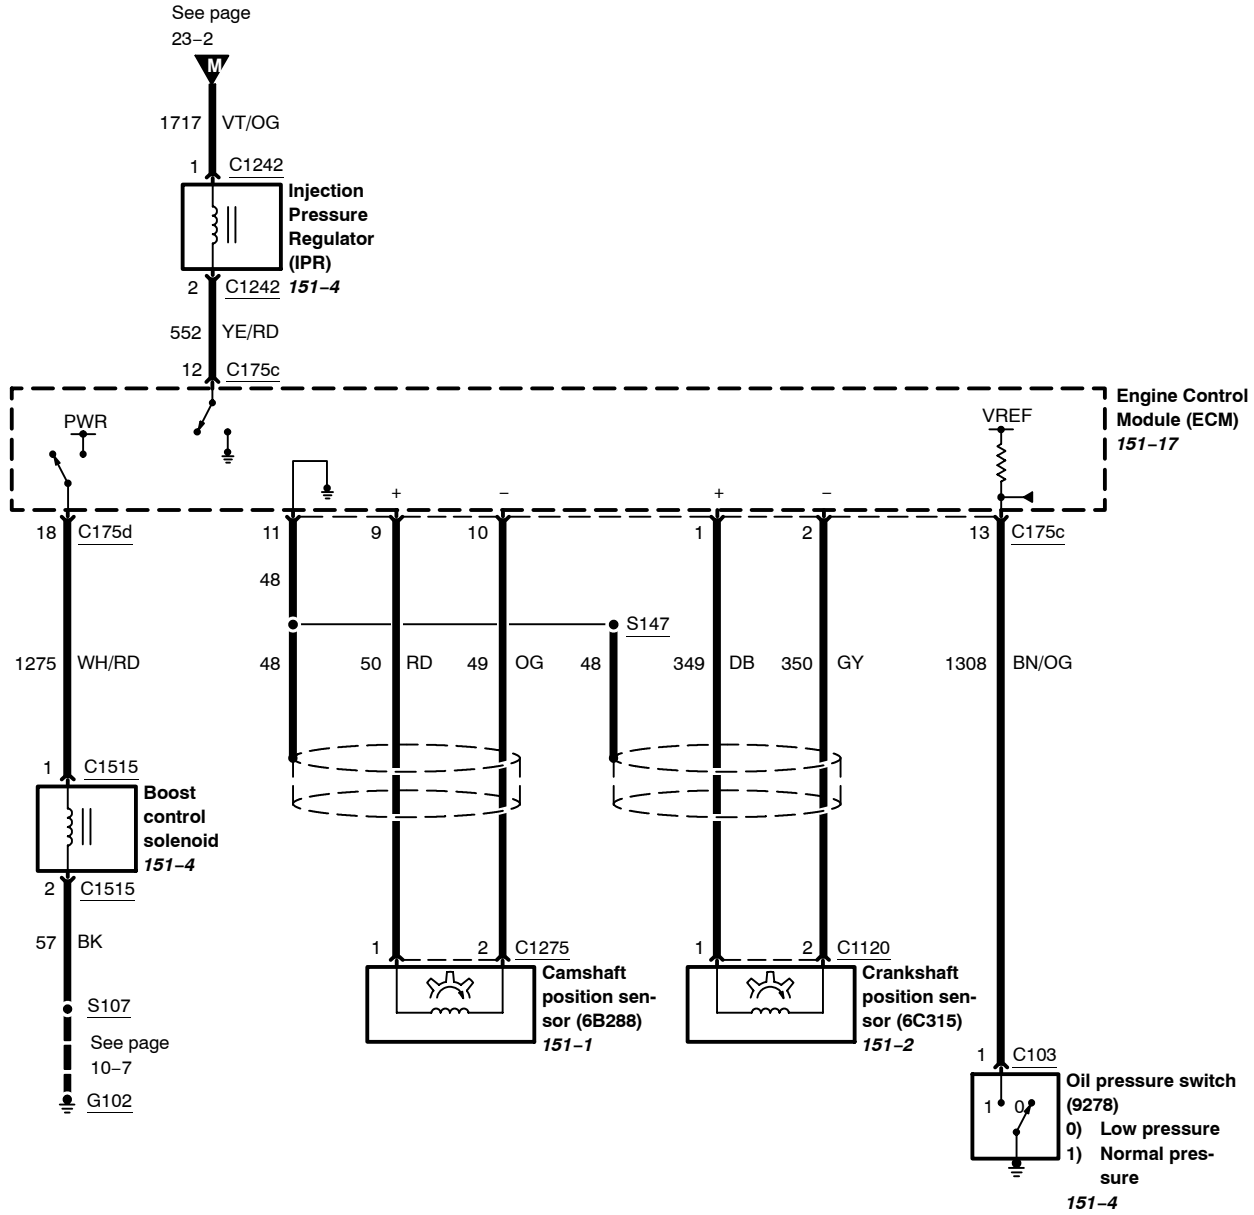 See page
23–2
M
1717 VT/OG
1 C1242
Injection
Pressure
Regulator
(IPR)
151–4
2 C1242
552 YE/RD
12 C175c
Engine Control
Module (ECM)
151–17
PWR
VREF
+ – + –
18 C175d 11 9 10 1 2 13 C175c
48
S147
1275 WH/RD 48 50 RD 49 OG 48 349 DB 350 GY 1308 BN/OG
1 C1515
Boost
control
solenoid
151–4
2 C1515
57 BK
S107
See page
10–7
G102
1 2 C1275
Camshaft
position sen-
sor (6B288)
151–1
1 2 C1120
Crankshaft
position sen-
sor (6C315)
151–2
1 C103
1 0
Oil pressure switch
(9278)
0) Low pressure
1) Normal pres-
sure
151–4